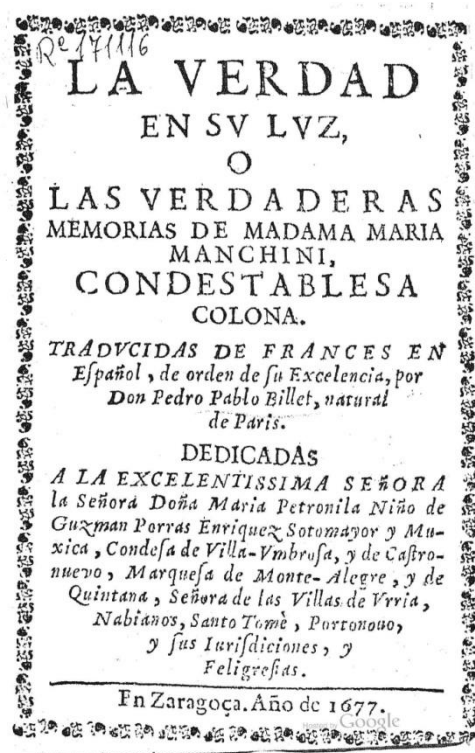 Rª 171116
LA VERDAD
EN SV LVZ,
O
LAS VERDADERAS
MEMORIAS DE MADAMA MARIA
MANCHINI,
CONDESTABLESA
COLONA.
TRADVCIDAS DE FRANCES EN
Eſpañol, de orden de ſu Excelencia, por
Don Pedro Pablo Billet, natural
de Paris.
DEDICADAS
A LA EXCELENTISSIMA SEÑORA
la Señora Doña Maria Petronila Niño de
Guzman Porras Enriquez Sotomayor y Mu-
xica, Condeſa de Villa-Vmbroſa, y de Caſtro-
nuevo, Marqueſa de Monte-Alegre, y de
Quintana, Señora de las Villas de Vrria,
Nabianos, Santo Tomè, Portonouo,
y ſus Iuriſdiciones, y
Feligreſias.
Fn Zaragoça. Año de 1677.
Google